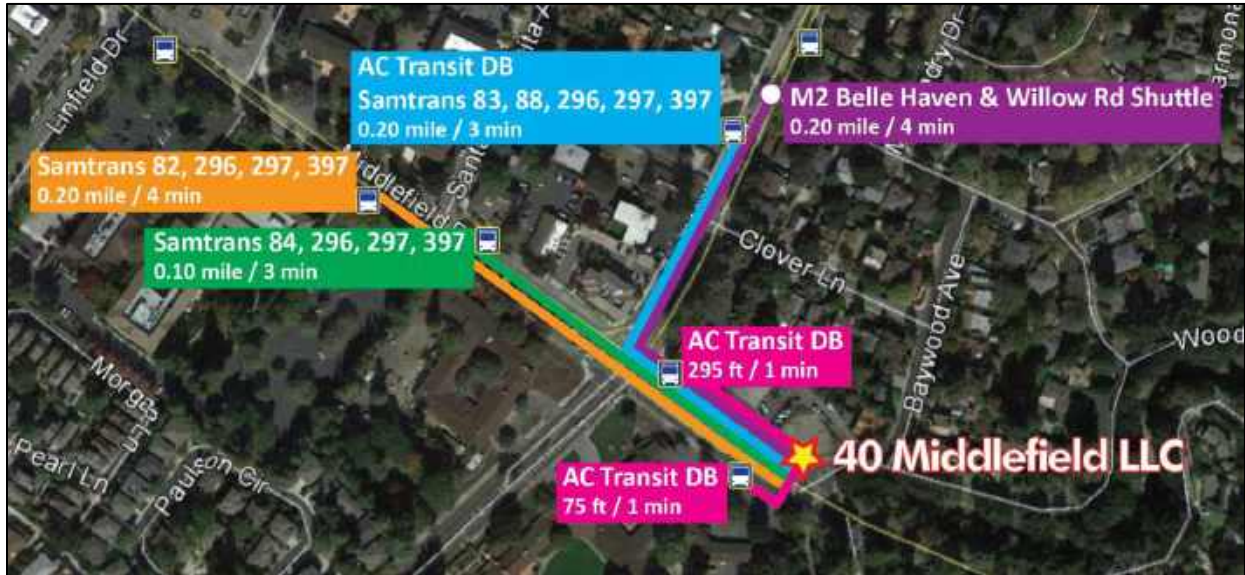 Linfield Dr
AC Transit DB
Samtrans 83, 88, 296, 297, 397
0.20 mile / 3 min
M2 Belle Haven & Willow Rd Shuttle
0.20 mile / 4 min
Samtrans 82, 296, 297, 397
0.20 mile / 4 min
Samtrans 84, 296, 297, 397
0.10 mile / 3 min
Clover Ln
Baywood Ave
AC Transit DB
295 ft / 1 min
40 Middlefield LLC
AC Transit DB
75 ft / 1 min
Pearl Ln
Paulson Cir